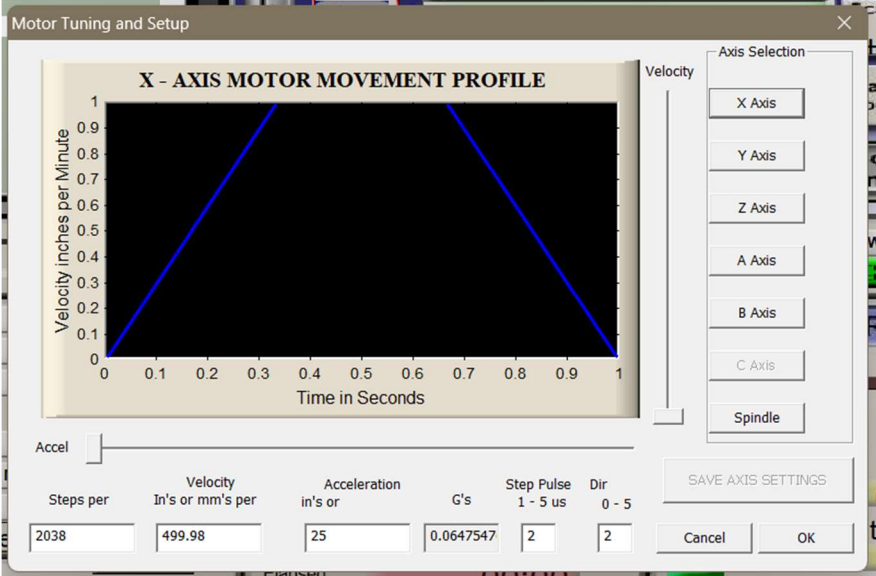 Motor Tuning and Setup
X - AXIS MOTOR MOVEMENT PROFILE
Velocity inches per Minute
1
0.9
0.8
0.7
0.6
0.5
0.4
0.3
0.2
0.1
0
0 0.1 0.2 0.3 0.4 0.5 0.6 0.7 0.8 0.9 1
Time in Seconds
Velocity
Axis Selection
X Axis
Y Axis
Z Axis
A Axis
B Axis
C Axis
Spindle
Accel
Steps per
Velocity
In's or mm's per
Acceleration
in's or
G's
Step Pulse
1 - 5 us
Dir
0 - 5
SAVE AXIS SETTINGS
2038 499.98 25 0.0647547 2 2
Cancel OK